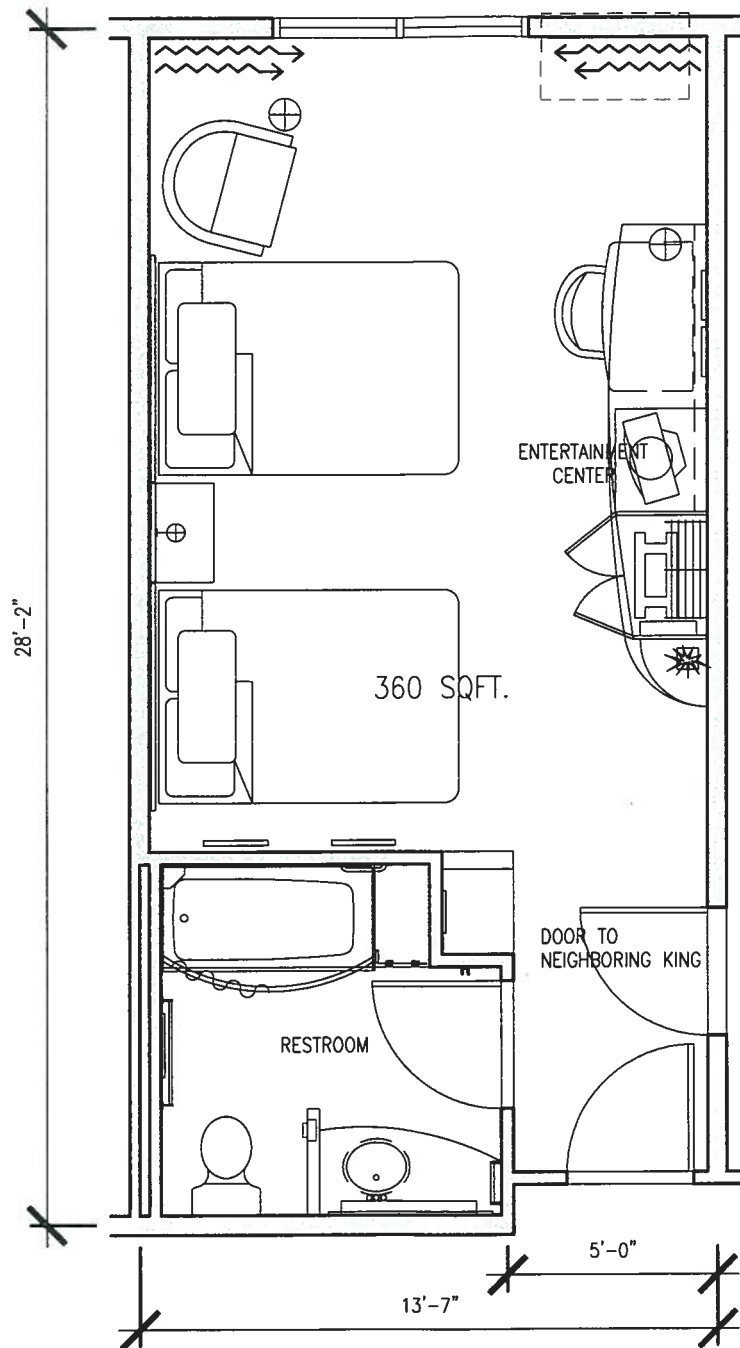 ENTERTAINMENT
CENTER
28'-2"
360 SQFT.
DOOR TO
NEIGHBORING KING
RESTROOM
5'-0"
13'-7"